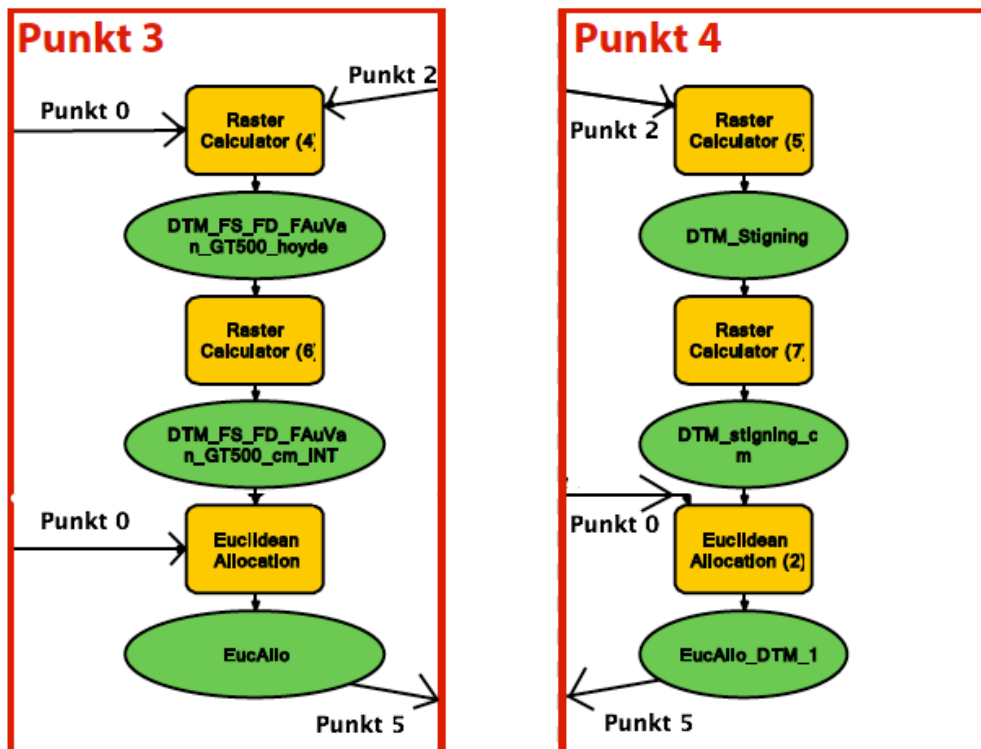 Punkt 3
Punkt 2
Punkt 0
Raster
Calculator (4)
DTM_FS_FD_FAuVa
n_GT500_hoyde
Raster
Calculator (6)
DTM_FS_FD_FAuVa
n_GT500_cm_INT
Punkt 0
Euclidean
Allocation
EucAllo
Punkt 5
Punkt 4
Punkt 2
Raster
Calculator (5)
DTM_Stigning
Raster
Calculator (7)
DTM_stigning_c
m
Punkt 0
Euclidean
Allocation (2)
EucAllo_DTM_1
Punkt 5